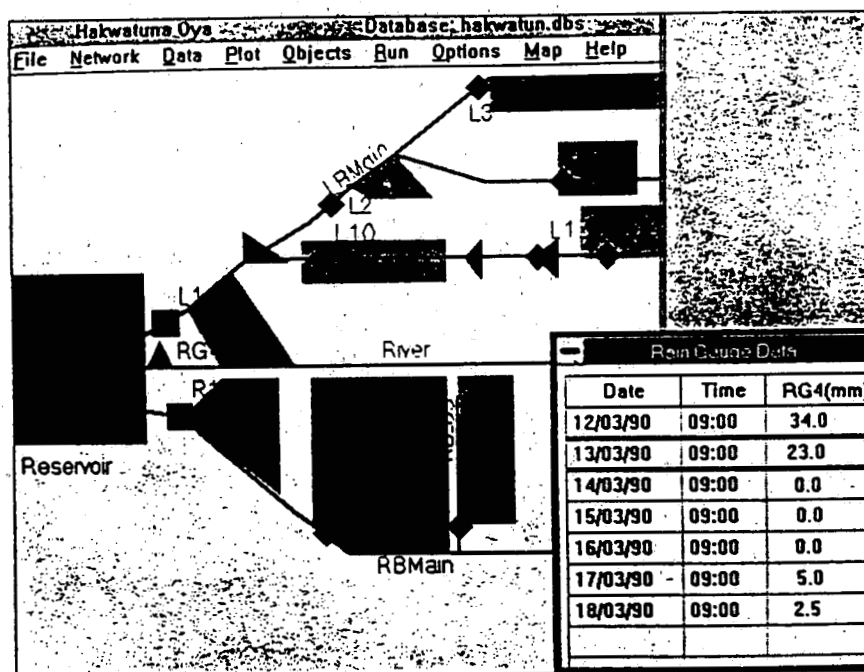 Hakwatuna Oya Database: hakwatun.dbs
File Network Data Plot Objects Run Options Map Help
L3
LBMain
L2
L10
L1
L1
RG
River
R1
Reservoir
RBMain
Rain Gauge Data
Date Time RG4(mm)
12/03/90 09:00 34.0
13/03/90 09:00 23.0
14/03/90 09:00 0.0
15/03/90 09:00 0.0
16/03/90 09:00 0.0
17/03/90 09:00 5.0
18/03/90 09:00 2.5